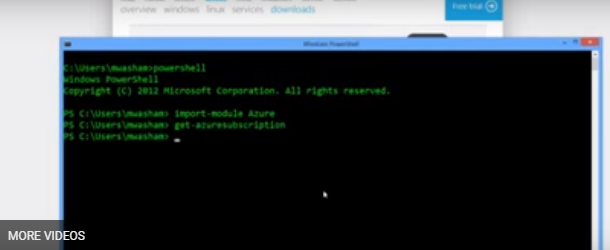 overview windows linux services downloads
Free trial
Windows PowerShell
C:\Users\mwasham>powershell
Windows PowerShell
Copyright (C) 2012 Microsoft Corporation. All rights reserved.
PS C:\Users\mwasham> import-module Azure
PS C:\Users\mwasham> get-azuresubscription
PS C:\Users\mwasham> _
MORE VIDEOS